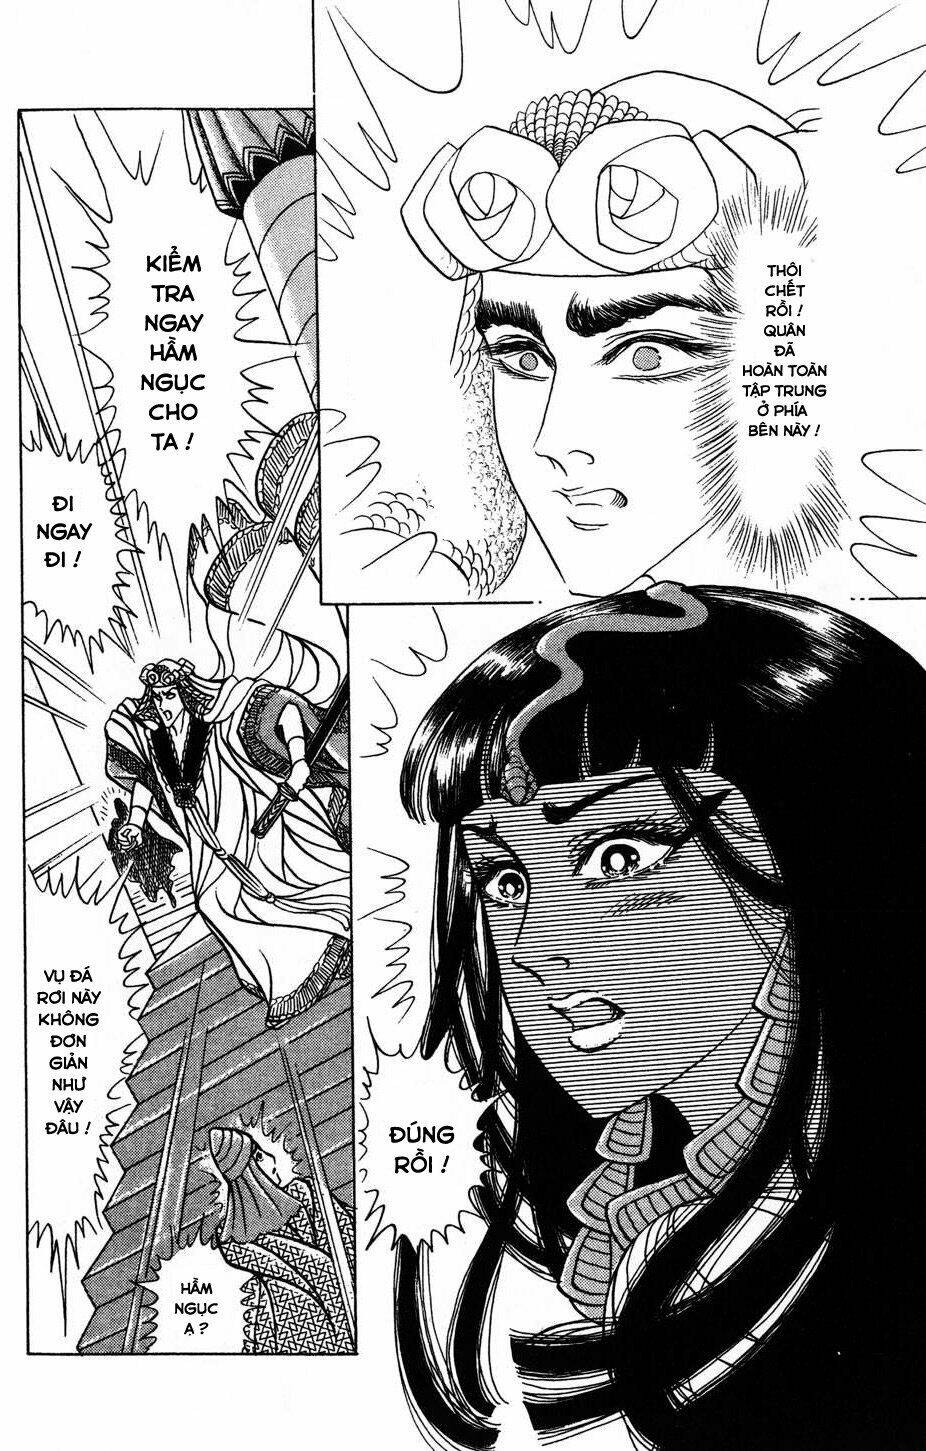 THÔI
CHẾT
RỒI !
QUÂN
ĐÃ
HOÀN TOÀN
TẬP TRUNG
Ở PHÍA
BÊN NÀY !
ĐÚNG
RỒI !
KIỂM
TRA
NGAY
HẦM
NGỤC
CHO
TA !
ĐI
NGAY
ĐI !
VỤ ĐÁ
RƠI NÀY
KHÔNG
ĐƠN
GIẢN
NHƯ
VẬY
ĐÂU !
HẦM
NGỤC
Ạ ?